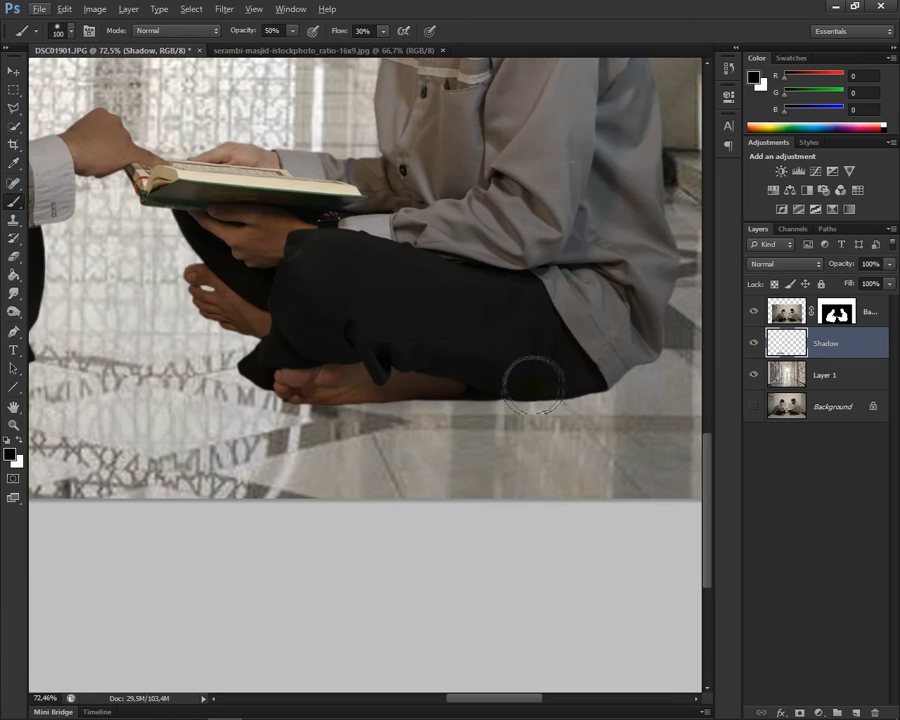 Ps File Edit Image Layer Type Select Filter View Window Help
100 Mode: Normal Opacity: 50% Flow: 30% Essentials
DSC01901.JPG @ 72,5% (Shadow, RGB/8) * × serambi-masjid-istockphoto_ratio-16x9.jpg @ 66,7% (RGB/8) ×
Color Swatches
R 0
G 0
B 0
Adjustments Styles
Add an adjustment
Layers Channels Paths
Kind
Normal Opacity: 100%
Lock: Fill: 100%
Ba...
Shadow
Layer 1
Background
72,46% Doc: 29,5M/103,4M
Mini Bridge Timeline